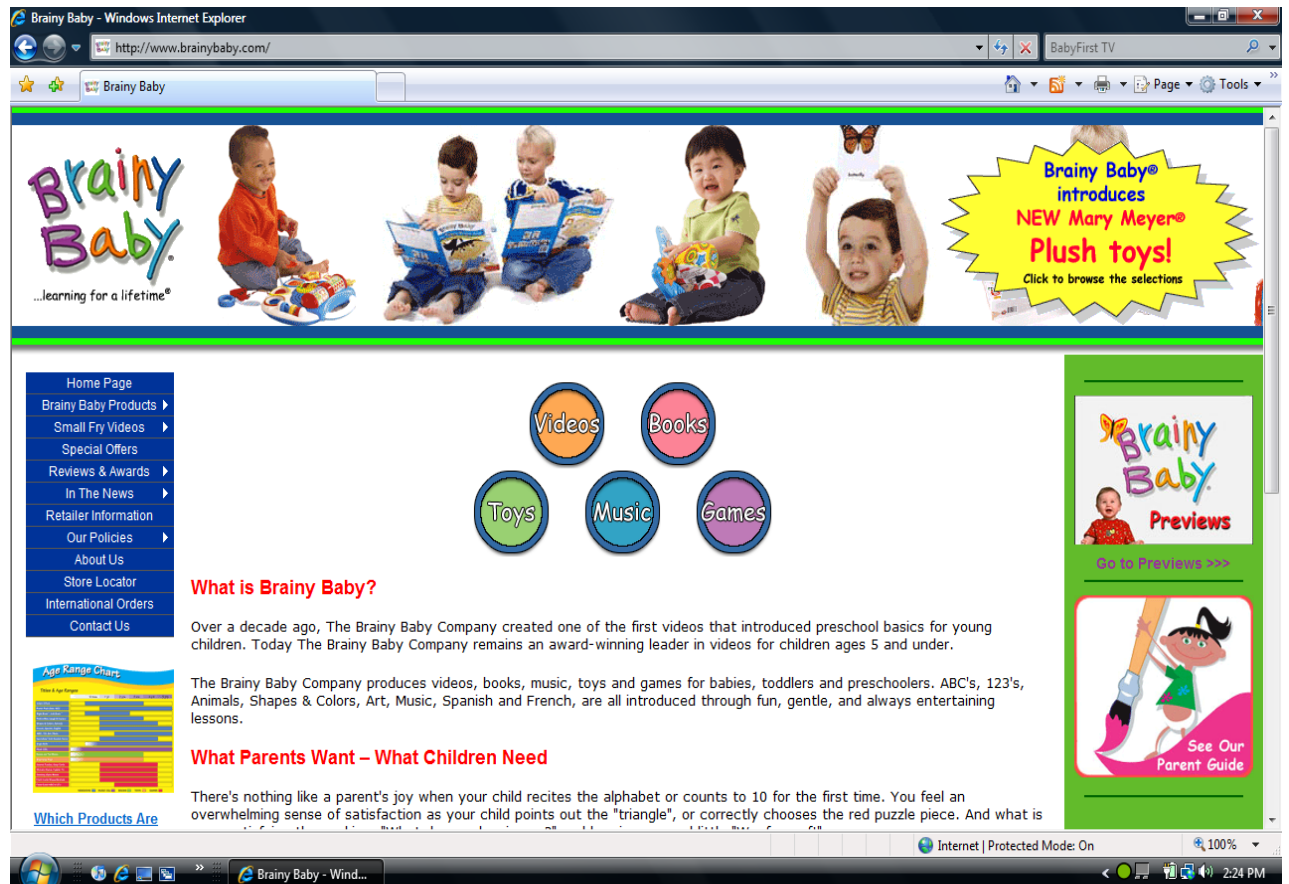 Brainy Baby - Windows Internet Explorer
http://www.brainybaby.com/
BabyFirst TV
Brainy Baby
Page
Tools
Brainy
Baby
...learning for a lifetime®
Brainy Baby®
introduces
NEW Mary Meyer®
Plush toys!
Click to browse the selections
Home Page
Brainy Baby Products
Small Fry Videos
Special Offers
Reviews & Awards
In The News
Retailer Information
Our Policies
About Us
Store Locator
International Orders
Contact Us
Age Range Chart
Which Products Are
Videos
Books
Toys
Music
Games
What is Brainy Baby?
Over a decade ago, The Brainy Baby Company created one of the first videos that introduced preschool basics for young
children. Today The Brainy Baby Company remains an award-winning leader in videos for children ages 5 and under.
The Brainy Baby Company produces videos, books, music, toys and games for babies, toddlers and preschoolers. ABC's, 123's,
Animals, Shapes & Colors, Art, Music, Spanish and French, are all introduced through fun, gentle, and always entertaining
lessons.
What Parents Want – What Children Need
There's nothing like a parent's joy when your child recites the alphabet or counts to 10 for the first time. You feel an
overwhelming sense of satisfaction as your child points out the "triangle", or correctly chooses the red puzzle piece. And what is
Brainy
Baby
Previews
Go to Previews >>>
See Our
Parent Guide
Internet | Protected Mode: On
100%
Brainy Baby - Wind...
2:24 PM